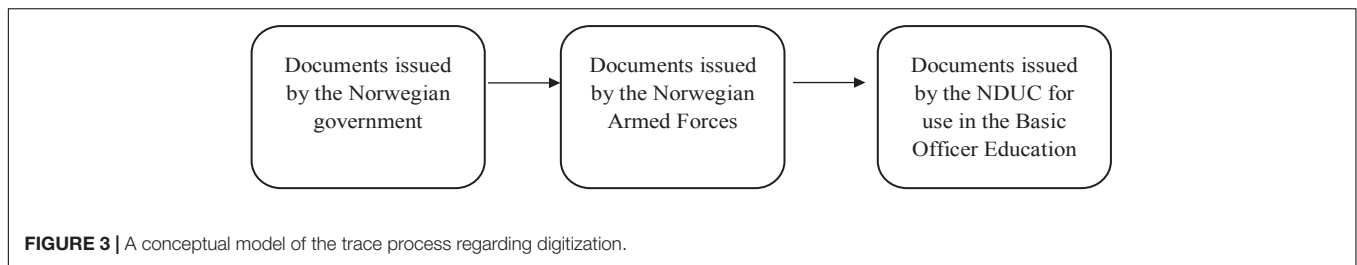 Documents issued
by the Norwegian
government
Documents issued
by the Norwegian
Armed Forces
Documents issued
by the NDUC for
use in the Basic
Officer Education
FIGURE 3 | A conceptual model of the trace process regarding digitization.